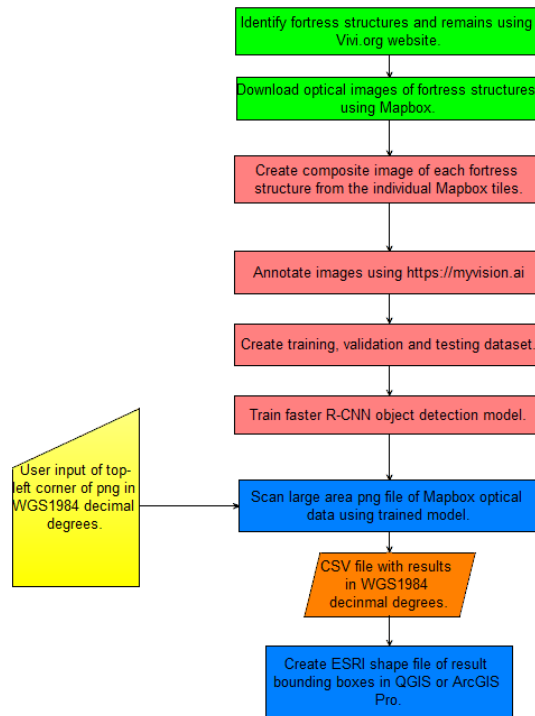 Identify fortress structures and remains using
Vivi.org website.
Download optical images of fortress structures
using Mapbox.
Create composite image of each fortress
structure from the individual Mapbox tiles.
Annotate images using https://myvision.ai
Create training, validation and testing dataset.
Train faster R-CNN object detection model.
User input of top-
left corner of png in
WGS1984 decimal
degrees.
Scan large area png file of Mapbox optical
data using trained model.
CSV file with results
in WGS1984
decinmal degrees.
Create ESRI shape file of result
bounding boxes in QGIS or ArcGIS
Pro.